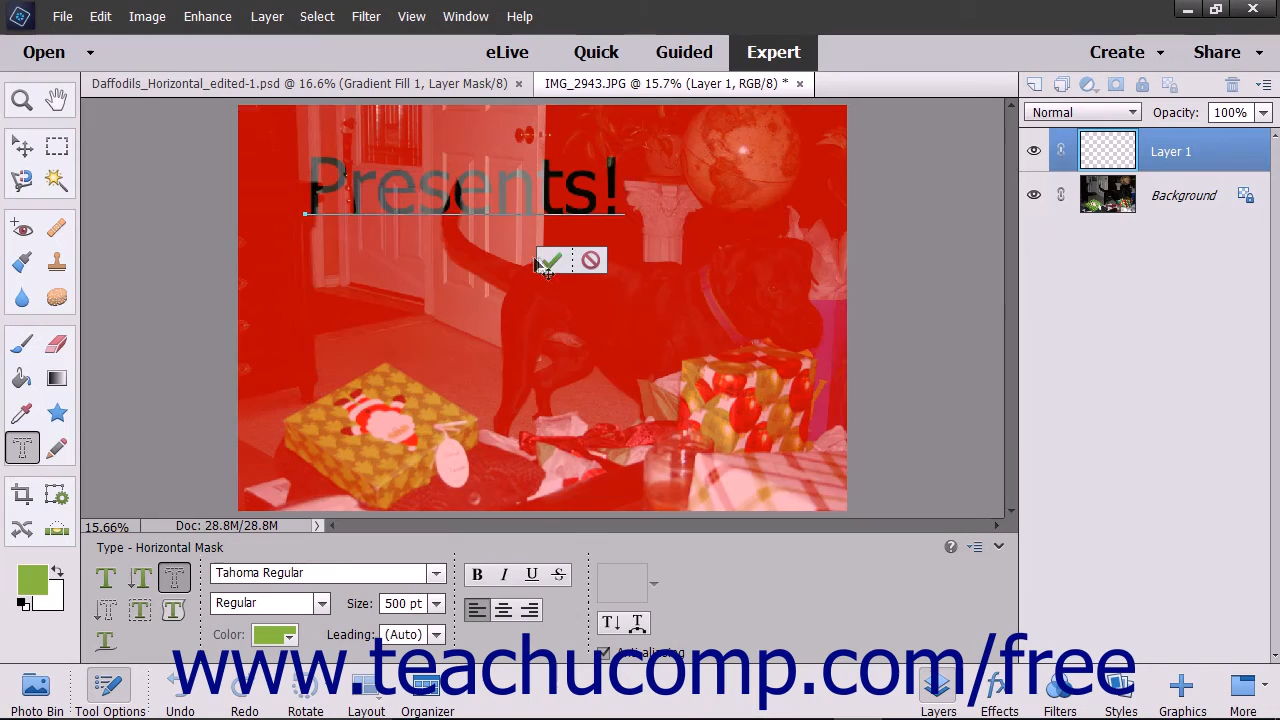 File Edit Image Enhance Layer Select Filter View Window Help
Open eLive Quick Guided Expert Create Share
Daffodils_Horizontal_edited-1.psd @ 16.6% (Gradient Fill 1, Layer Mask/8) × IMG_2943.JPG @ 15.7% (Layer 1, RGB/8) * ×
Normal Opacity: 100%
Layer 1
Background
Presents!
15.66% Doc: 28.8M/28.8M
Type - Horizontal Mask
Tahoma Regular
B I U S
Regular Size: 500 pt
Color: Leading: (Auto)
Anti-aliasing
www.teachucomp.com/free
Photo Bin Tool Options Undo Redo Rotate Layout Organizer Layers Effects Filters Styles Graphics More